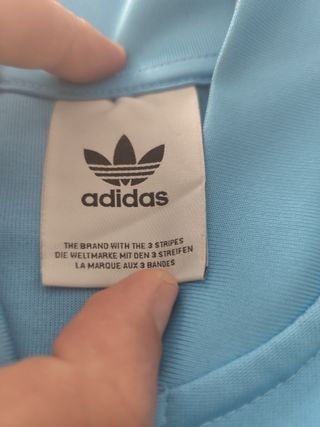 adidas
THE BRAND WITH THE 3 STRIPES
DIE WELTMARKE MIT DEN 3 STREIFEN
LA MARQUE AUX 3 BANDES